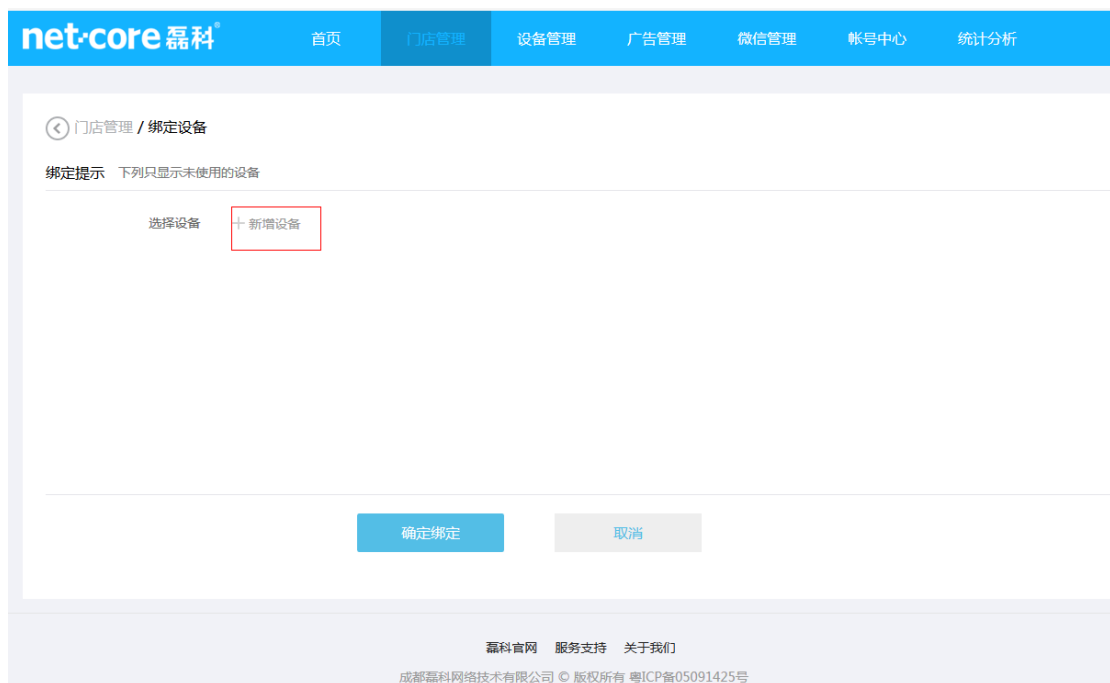 net·core 磊科® 首页 门店管理 设备管理 广告管理 微信管理 帐号中心 统计分析
门店管理 / 绑定设备
绑定提示 下列只显示未使用的设备
选择设备 + 新增设备
确定绑定 取消
磊科官网 服务支持 关于我们
成都磊科网络技术有限公司 © 版权所有 粤ICP备05091425号